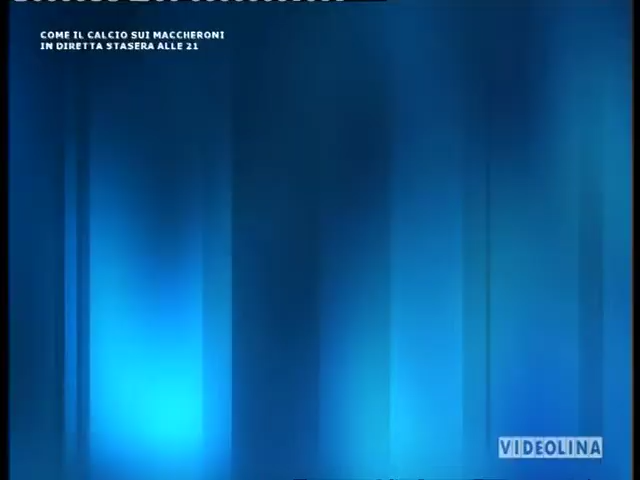 COME IL CALCIO SUI MACCHERONI
IN DIRETTA STASERA ALLE 21
VIDEOLINA